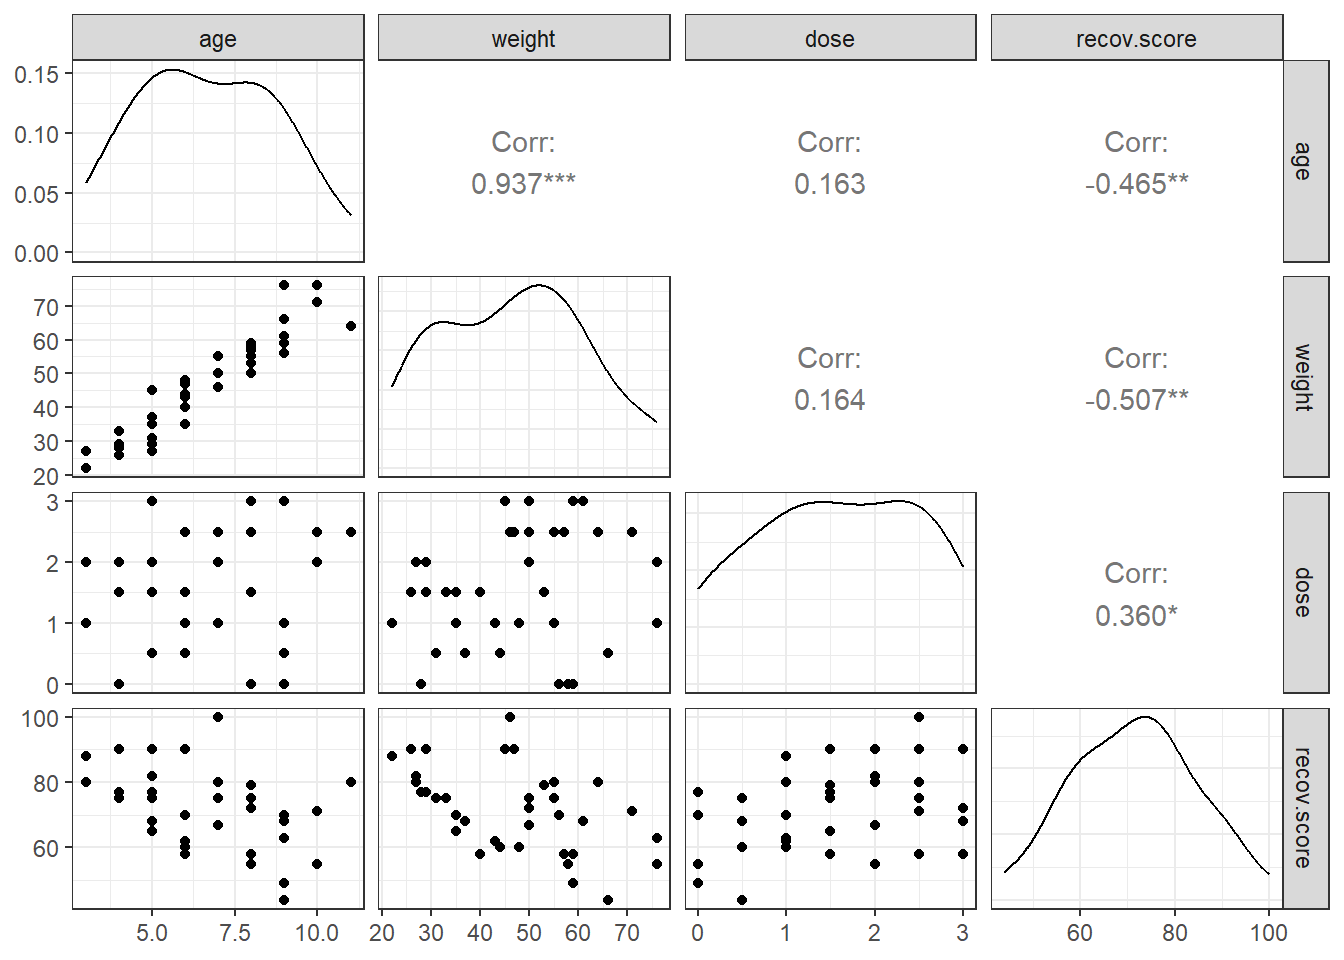 age weight dose recov.score
0.15
0.10
0.05
0.00
Corr:
0.937***
Corr:
0.163
Corr:
-0.465**
age
70
60
50
40
30
20
Corr:
0.164
Corr:
-0.507**
weight
3
2
1
0
Corr:
0.360*
dose
100
80
60
recov.score
5.0 7.5 10.0
20 30 40 50 60 70
0 1 2 3
60 80 100